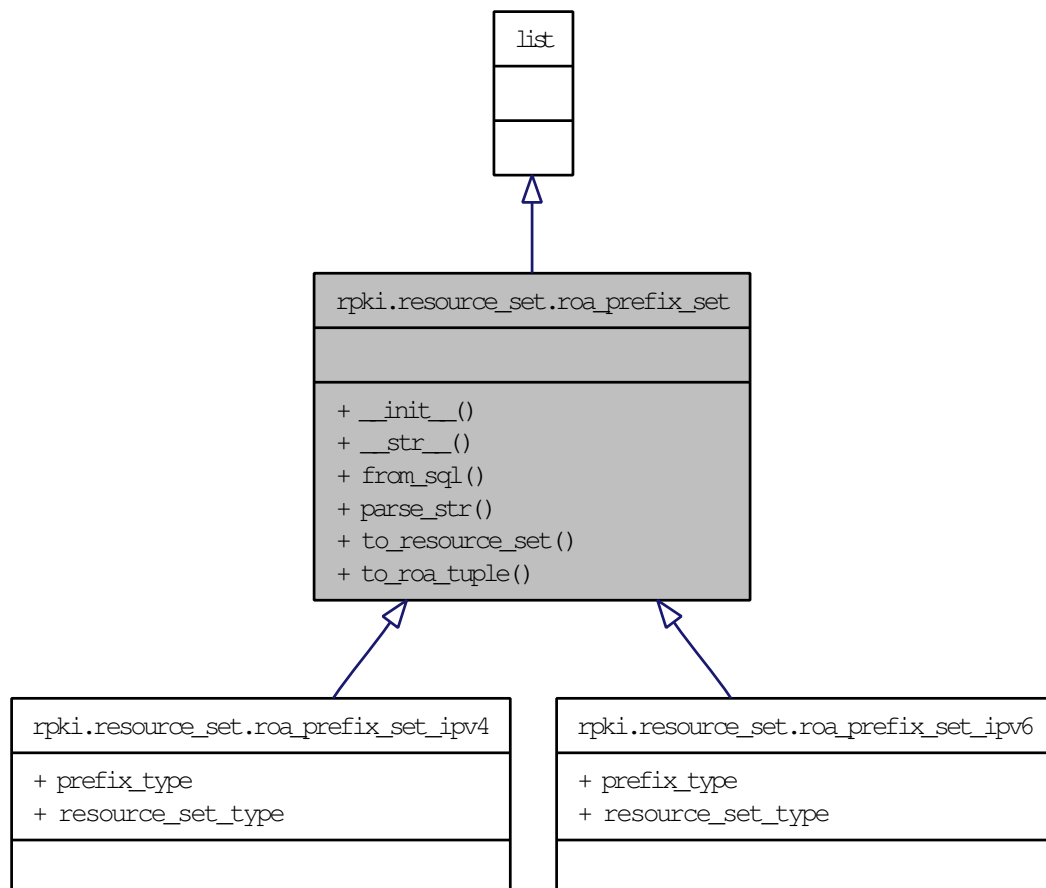 list
rpki.resource_set.roa_prefix_set
+ __init__()
+ __str__()
+ from_sql()
+ parse_str()
+ to_resource_set()
+ to_roa_tuple()
rpki.resource_set.roa_prefix_set_ipv4
+ prefix_type
+ resource_set_type
rpki.resource_set.roa_prefix_set_ipv6
+ prefix_type
+ resource_set_type